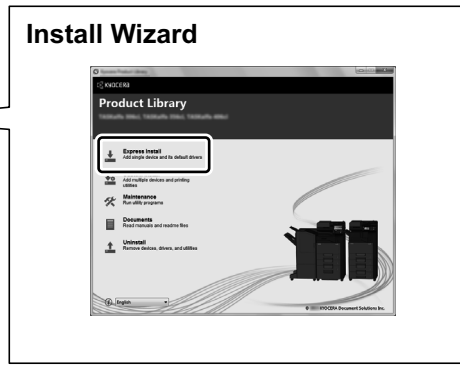 Install Wizard
KYOCERA
Product Library
Express Install
Add single device and its default drivers
Add multiple devices and printing
utilities
Maintenance
Run utility programs
Documents
Read manuals and readme files
Uninstall
Remove devices, drivers, and utilities
English
KYOCERA Document Solutions Inc.